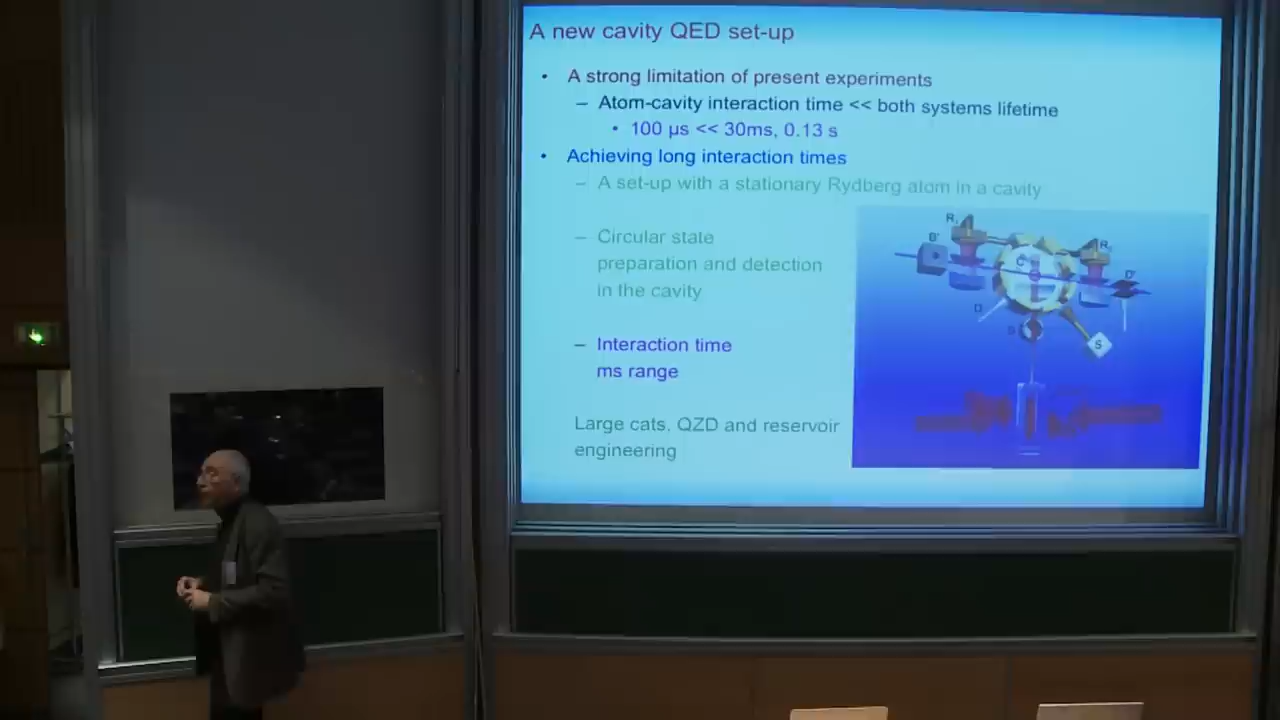 A new cavity QED set-up
• A strong limitation of present experiments
– Atom-cavity interaction time << both systems lifetime
• 100 µs << 30ms, 0.13 s
• Achieving long interaction times
– A set-up with a stationary Rydberg atom in a cavity
– Circular state
preparation and detection
in the cavity
– Interaction time
ms range
Large cats, QZD and reservoir
engineering
B'
C
D'
S